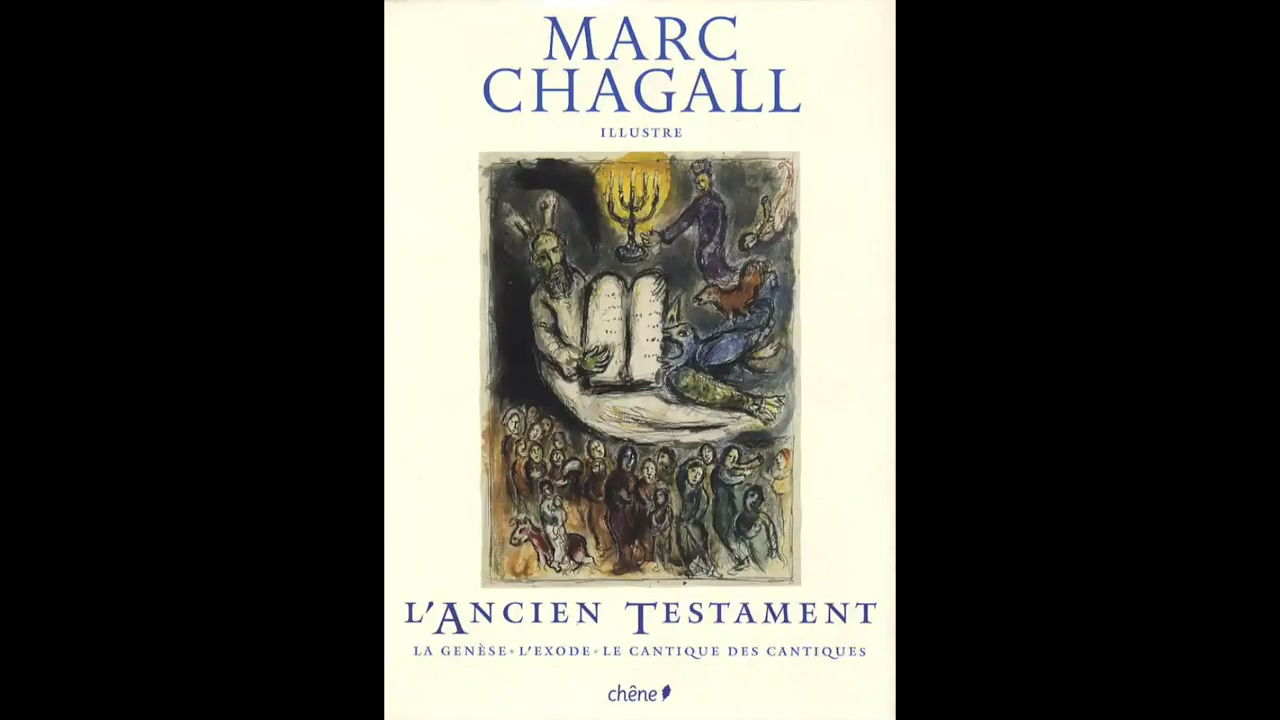 MARC
CHAGALL
ILLUSTRE
L'ANCIEN TESTAMENT
LA GENÈSE • L'EXODE • LE CANTIQUE DES CANTIQUES
chêne